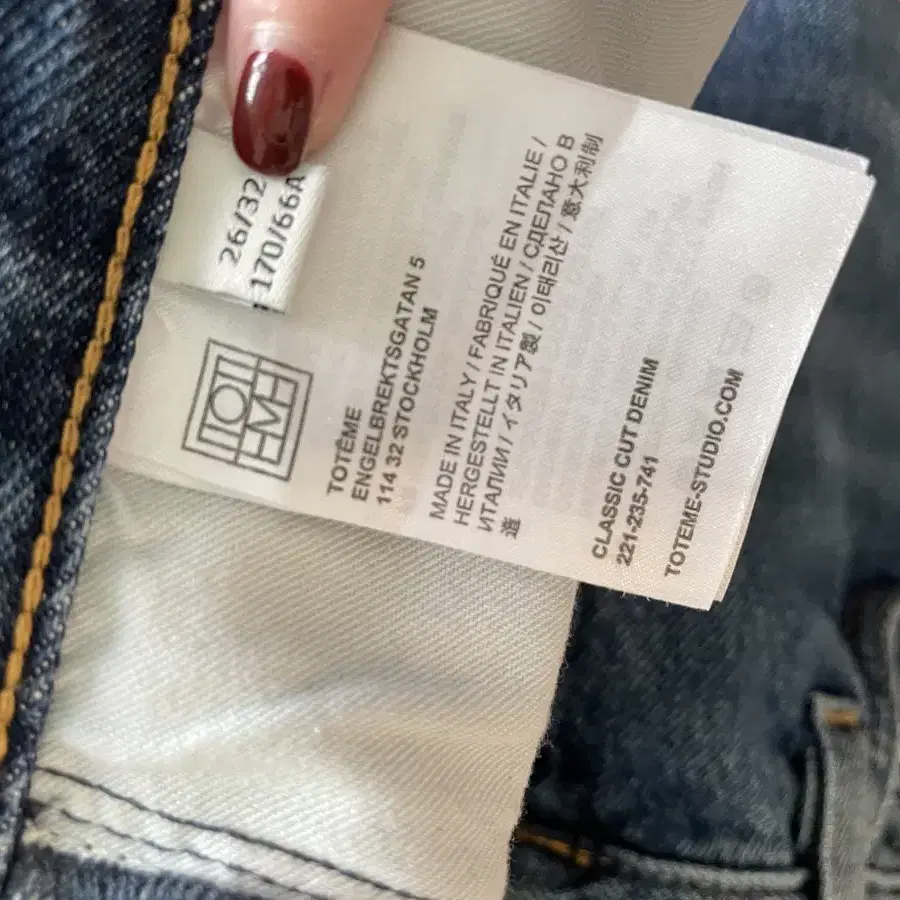 26/32
170/66A
TOTÊME
ENGELBREKTSGATAN 5
114 32 STOCKHOLM
MADE IN ITALY / FABRIQUÉ EN ITALIE /
HERGESTELLT IN ITALIEN / СДЕЛАНО В
ИТАЛИИ / イタリア製 / 이태리산 / 意大利制
造
CLASSIC CUT DENIM
221-235-741
TOTEME-STUDIO.COM